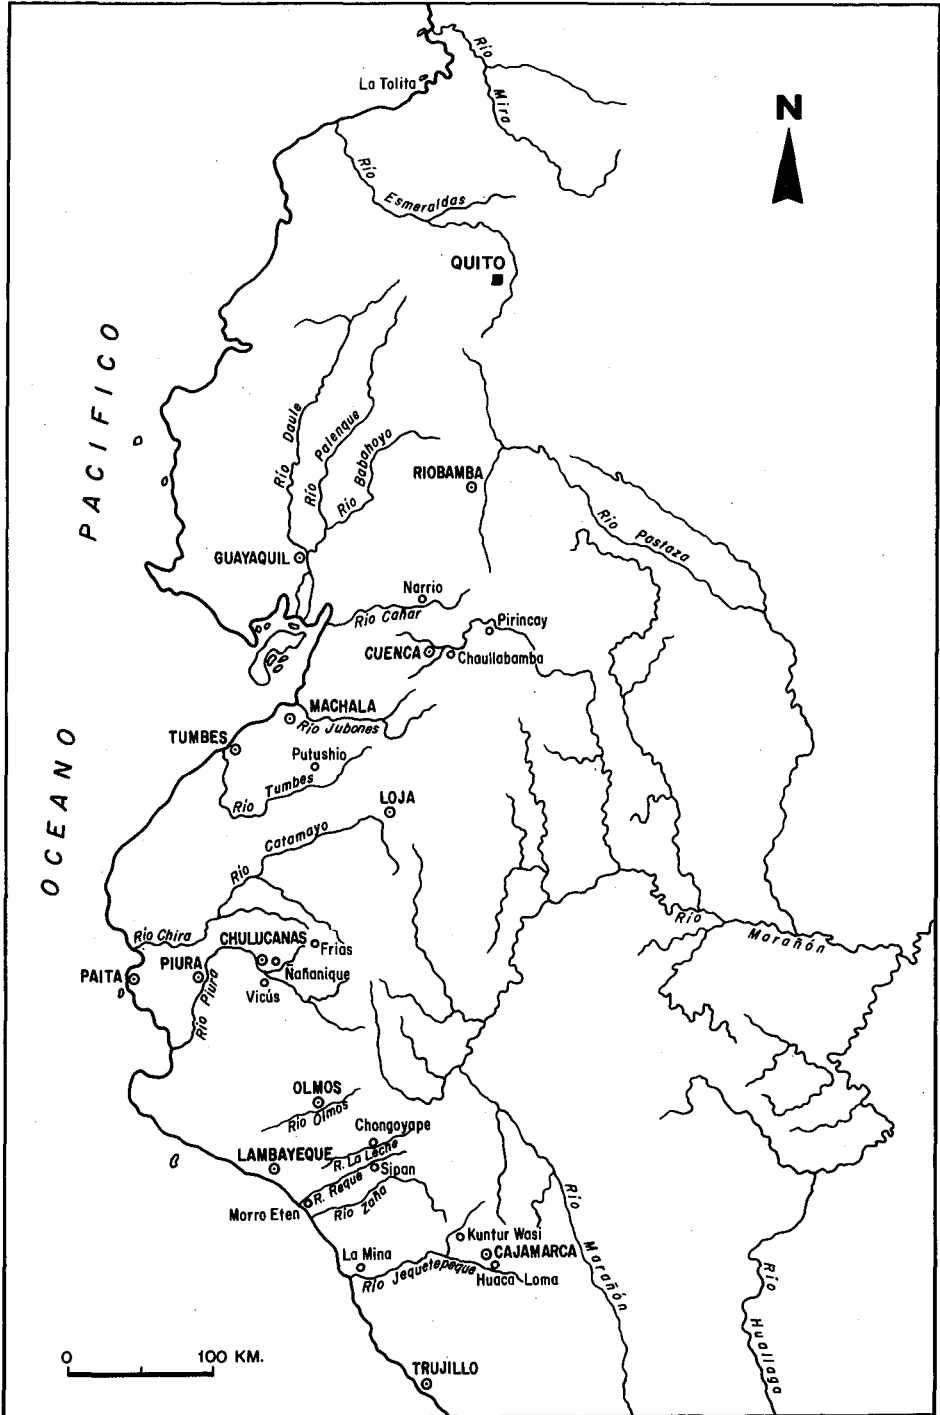 Río
Mira
La Tolita
N
Río
Esmeraldas
QUITO
PACIFICO
Río Daule
Río Palenque
Río Babahoyo
RIOBAMBA
Río Pastaza
GUAYAQUIL
Narrio
Río Cañar
Pirincay
CUENCA
Chaullabamba
MACHALA
Río Jubones
TUMBES
Putushio
Río Tumbes
OCEANO
LOJA
Río Catamayo
Río Marañón
Río Chira
CHULUCANAS
Frías
PAITA
PIURA
Ñañanique
Vicús
Río Piura
OLMOS
Río Olmos
Chongoyape
LAMBAYEQUE
R. La Leche
Sipan
R. Reque
Morro Eten
Río Zaña
Río
Marañón
Kuntur Wasi
La Mina
CAJAMARCA
Río Jequetepeque
Huaca Loma
Río
Huallaga
0 100 KM.
TRUJILLO